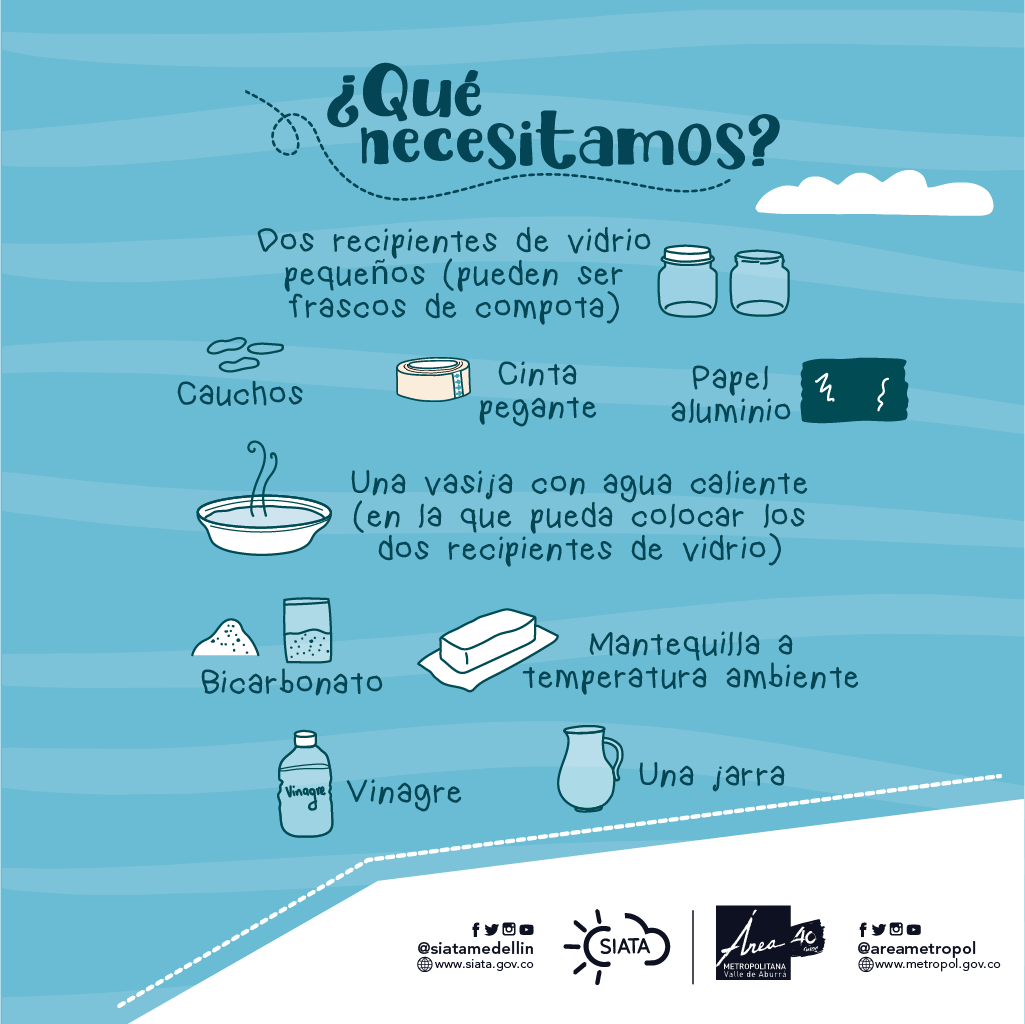 ¿Qué
necesitamos?
Dos recipientes de vidrio
pequeños (pueden ser
frascos de compota)
Cauchos
Cinta
pegante
Papel
aluminio
Una vasija con agua caliente
(en la que pueda colocar los
dos recipientes de vidrio)
Bicarbonato
Mantequilla a
temperatura ambiente
Vinagre
Vinagre
Una jarra
@siatamedellin
www.siata.gov.co
SIATA
Área
METROPOLITANA
Valle de Aburrá
40
@areametropol
www.metropol.gov.co